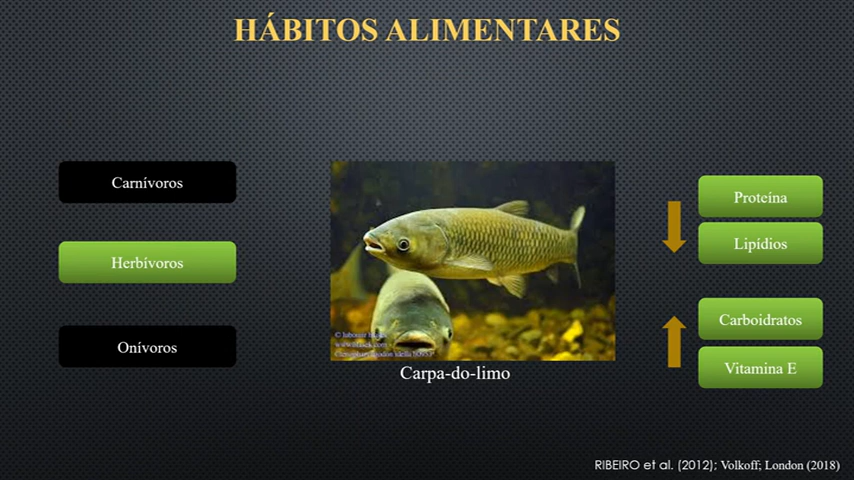 HÁBITOS ALIMENTARES
Carnívoros
Herbívoros
Onívoros
Carpa-do-limo
Proteína
Lipídios
Carboidratos
Vitamina E
RIBEIRO et al. (2012); Volkoff; London (2018)